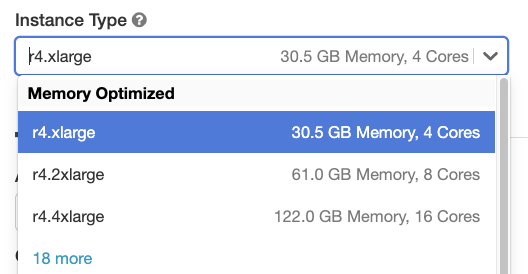 Instance Type
r4.xlarge 30.5 GB Memory, 4 Cores
Memory Optimized
r4.xlarge 30.5 GB Memory, 4 Cores
r4.2xlarge 61.0 GB Memory, 8 Cores
r4.4xlarge 122.0 GB Memory, 16 Cores
18 more